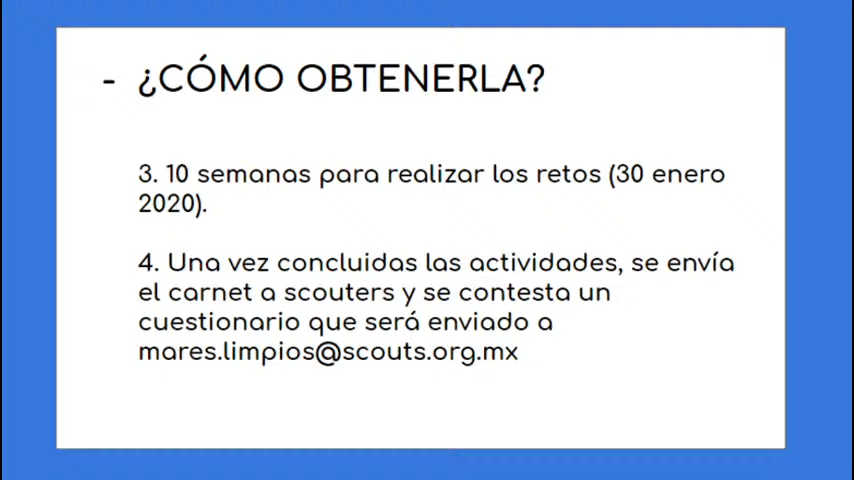 - ¿CÓMO OBTENERLA?
3. 10 semanas para realizar los retos (30 enero
2020).
4. Una vez concluidas las actividades, se envía
el carnet a scouters y se contesta un
cuestionario que será enviado a
mares.limpios@scouts.org.mx